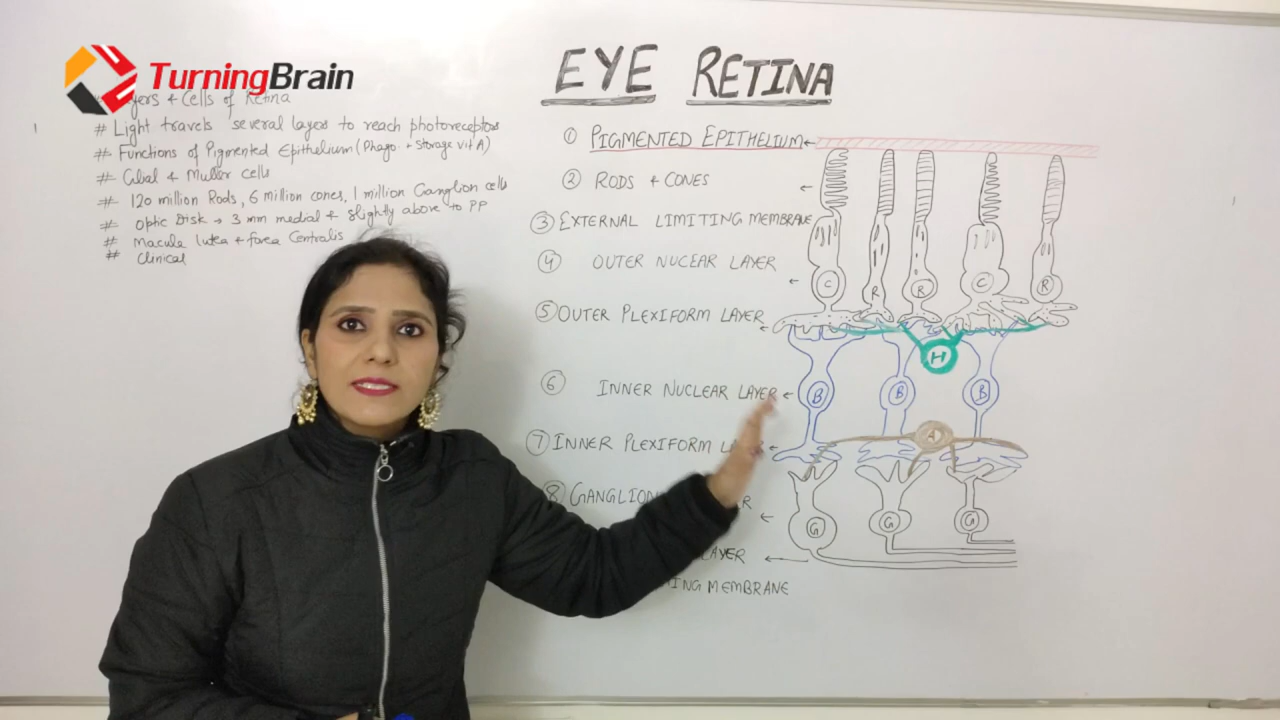 TurningBrain
Layers & Cells of Retina
# Light travels several layers to reach photoreceptors
# Functions of Pigmented Epithelium (Phago. + Storage vit A)
# Cubal & Muller cells
# 120 million Rods, 6 million cones, 1 million Ganglion cells
# Optic Disk → 3 mm medial & slightly above to PP
# Macula lutea & fovea Centralis
# Clinical
EYE RETINA
① PIGMENTED EPITHELIUM
② RODS & CONES
③ EXTERNAL LIMITING MEMBRANE
④ OUTER NUCEAR LAYER
⑤ OUTER PLEXIFORM LAYER
⑥ INNER NUCLEAR LAYER
⑦ INNER PLEXIFORM LAYER
⑧ GANGLION
LAYER
MEMBRANE
C R R C R
H
B B B
A
G G G